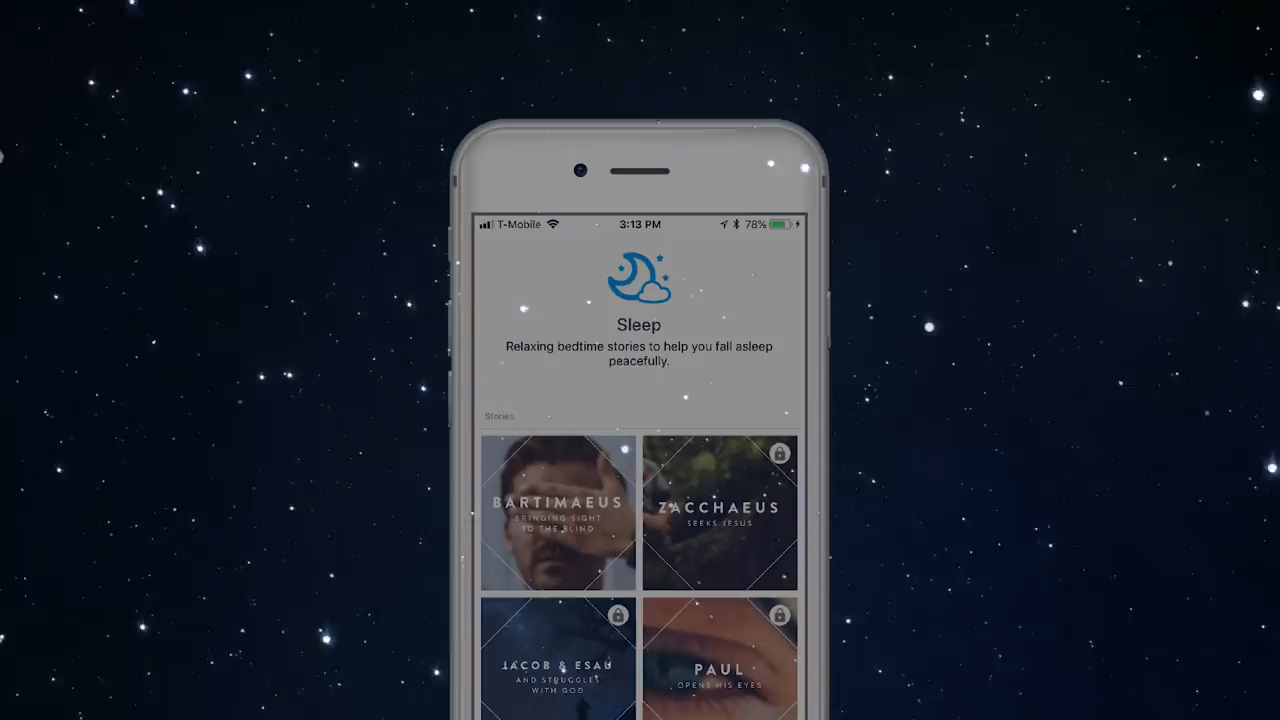 T-Mobile 3:13 PM 78%
Sleep
Relaxing bedtime stories to help you fall asleep
peacefully.
Stories
BARTIMAEUS
BRINGING SIGHT
TO THE BLIND
ZACCHAEUS
SEEKS JESUS
JACOB & ESAU
AND STRUGGLES
WITH GOD
PAUL
OPENS HIS EYES